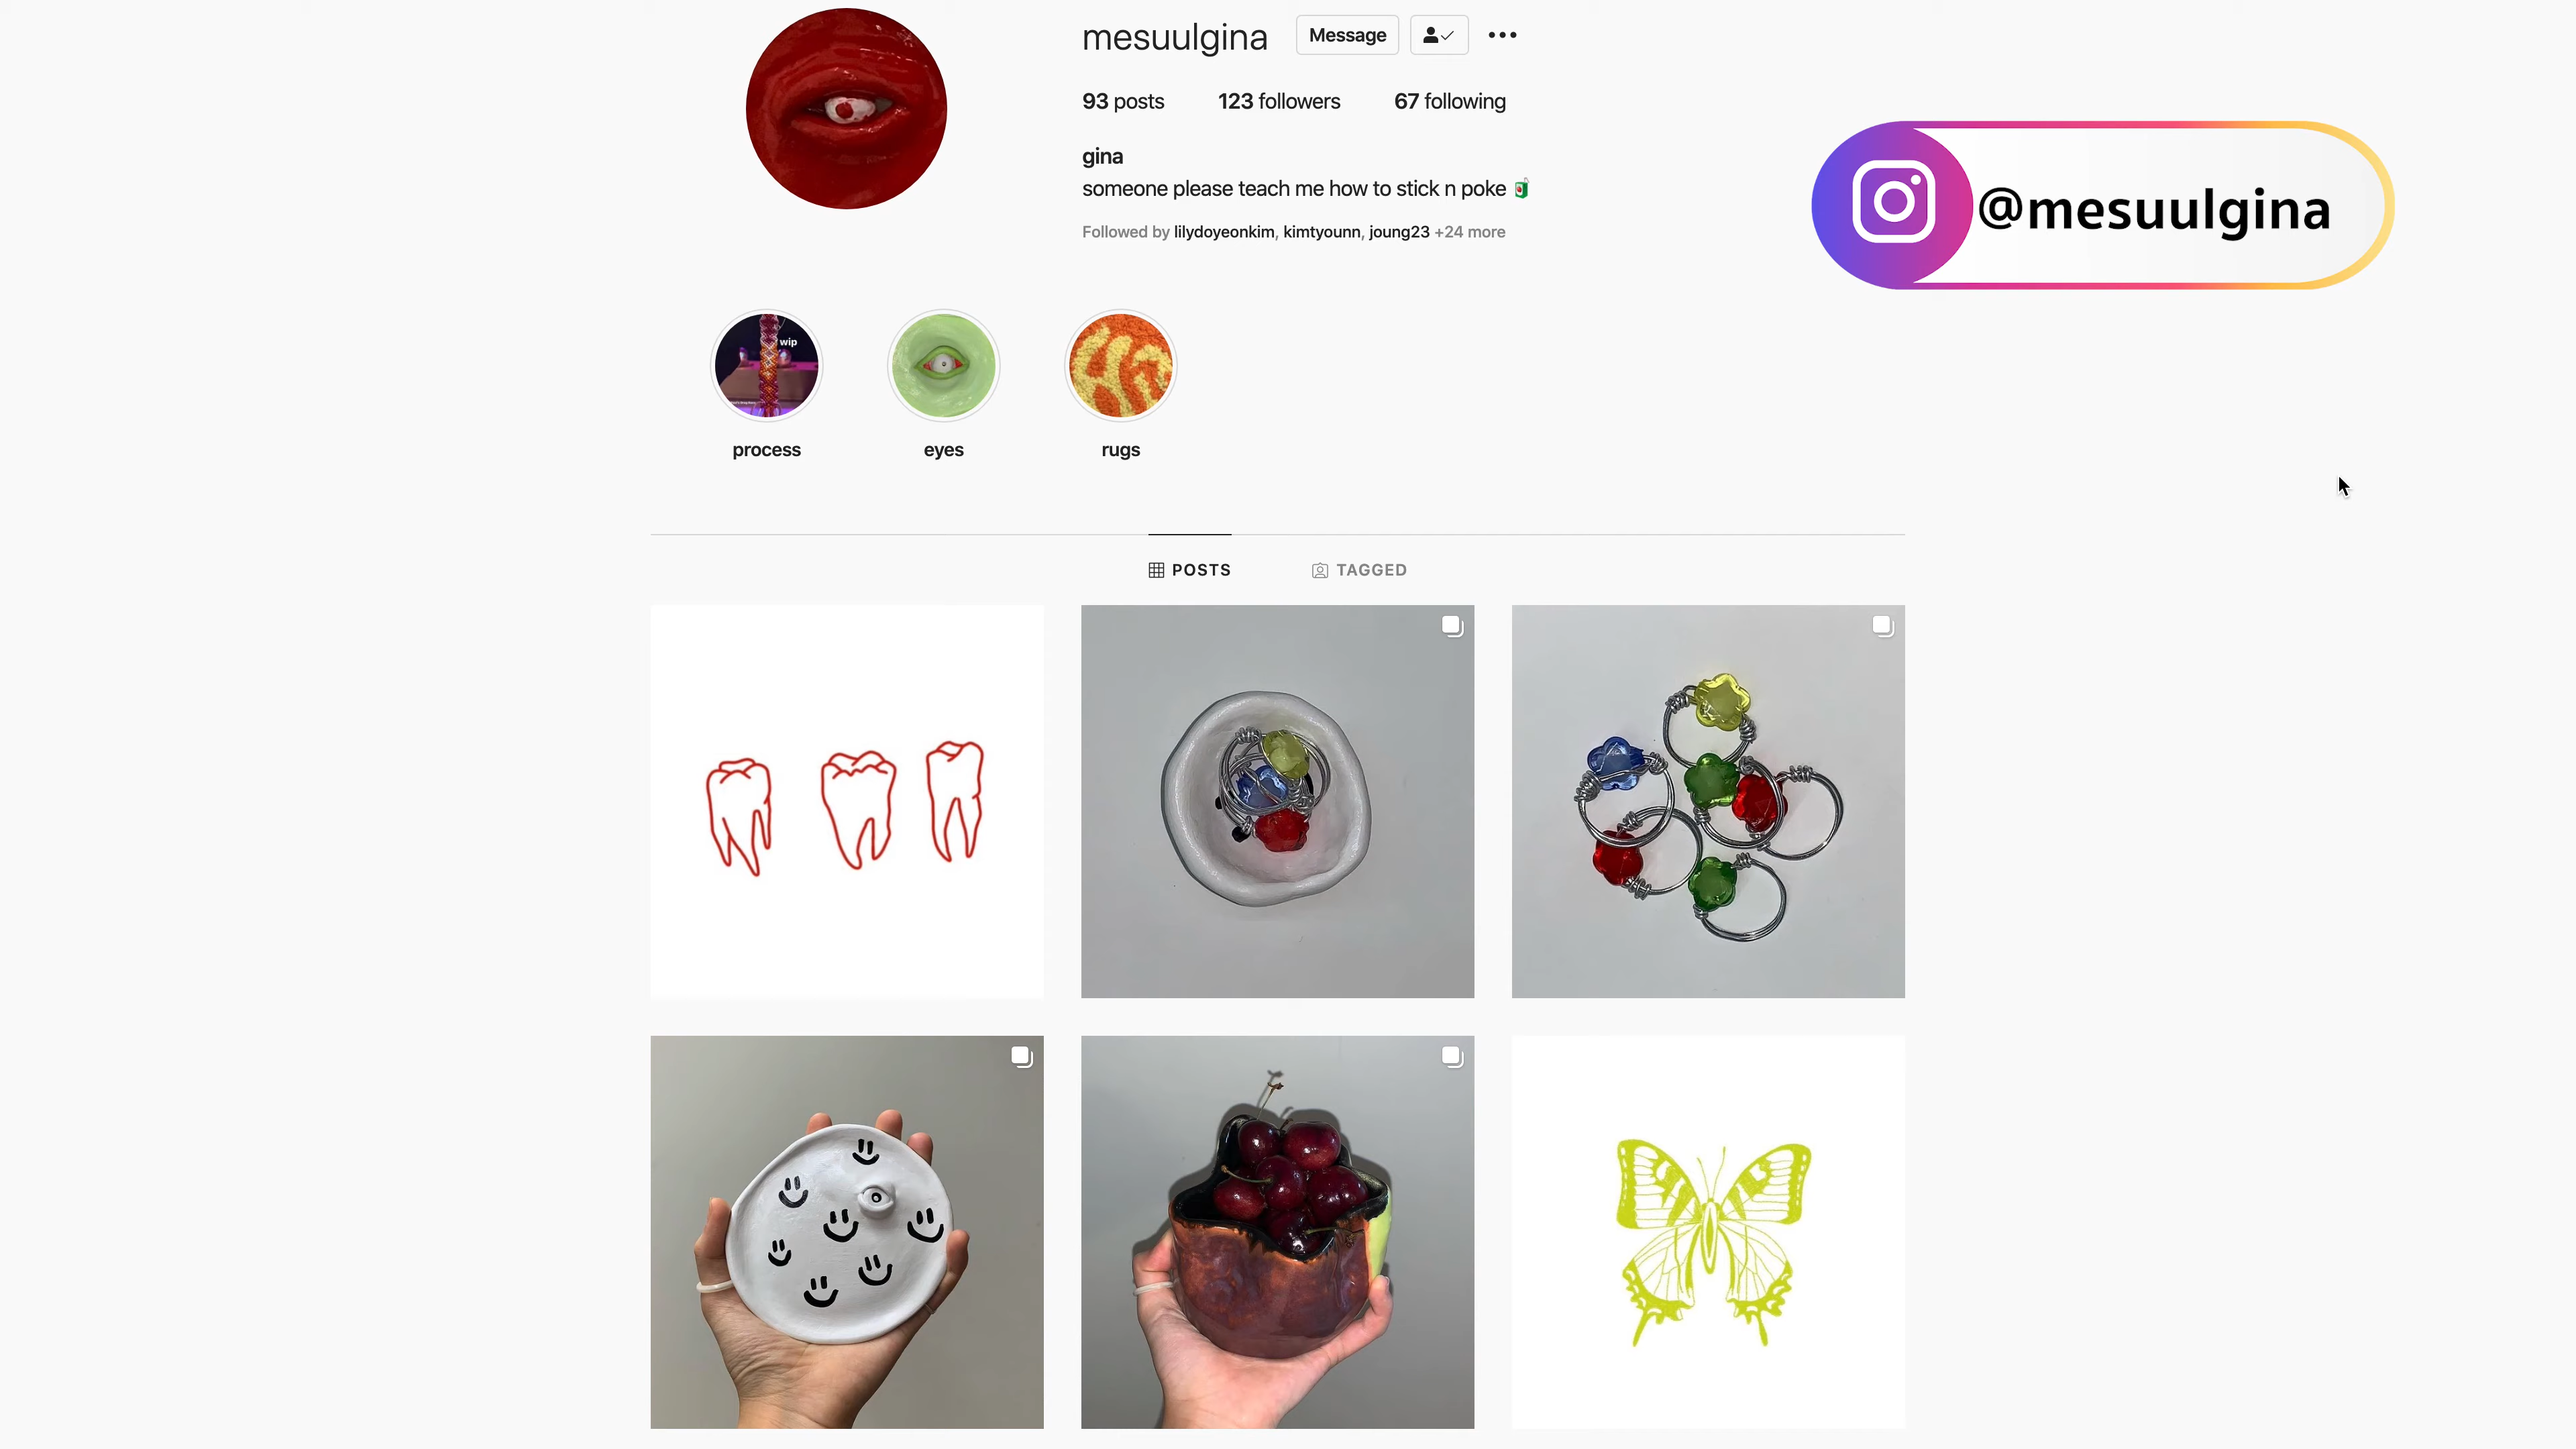 mesuulgina Message
93 posts 123 followers 67 following
gina
someone please teach me how to stick n poke 🧃
Followed by lilydoyeonkim, kimtyounn, joung23 +24 more
@mesuulgina
wip
process eyes rugs
POSTS TAGGED